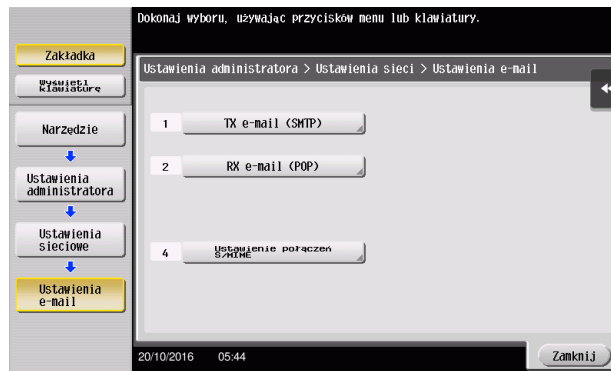 Dokonaj wyboru, używając przycisków menu lub klawiatury.
Zakładka
Wyświetl
klawiaturę
Ustawienia administratora > Ustawienia sieci > Ustawienia e-mail
Narzędzie
1 TX e-mail (SMTP)
2 RX e-mail (POP)
Ustawienia
administratora
Ustawienia
sieciowe
4 Ustawienie połączeń
S/MIME
Ustawienia
e-mail
20/10/2016 05:44
Zamknij